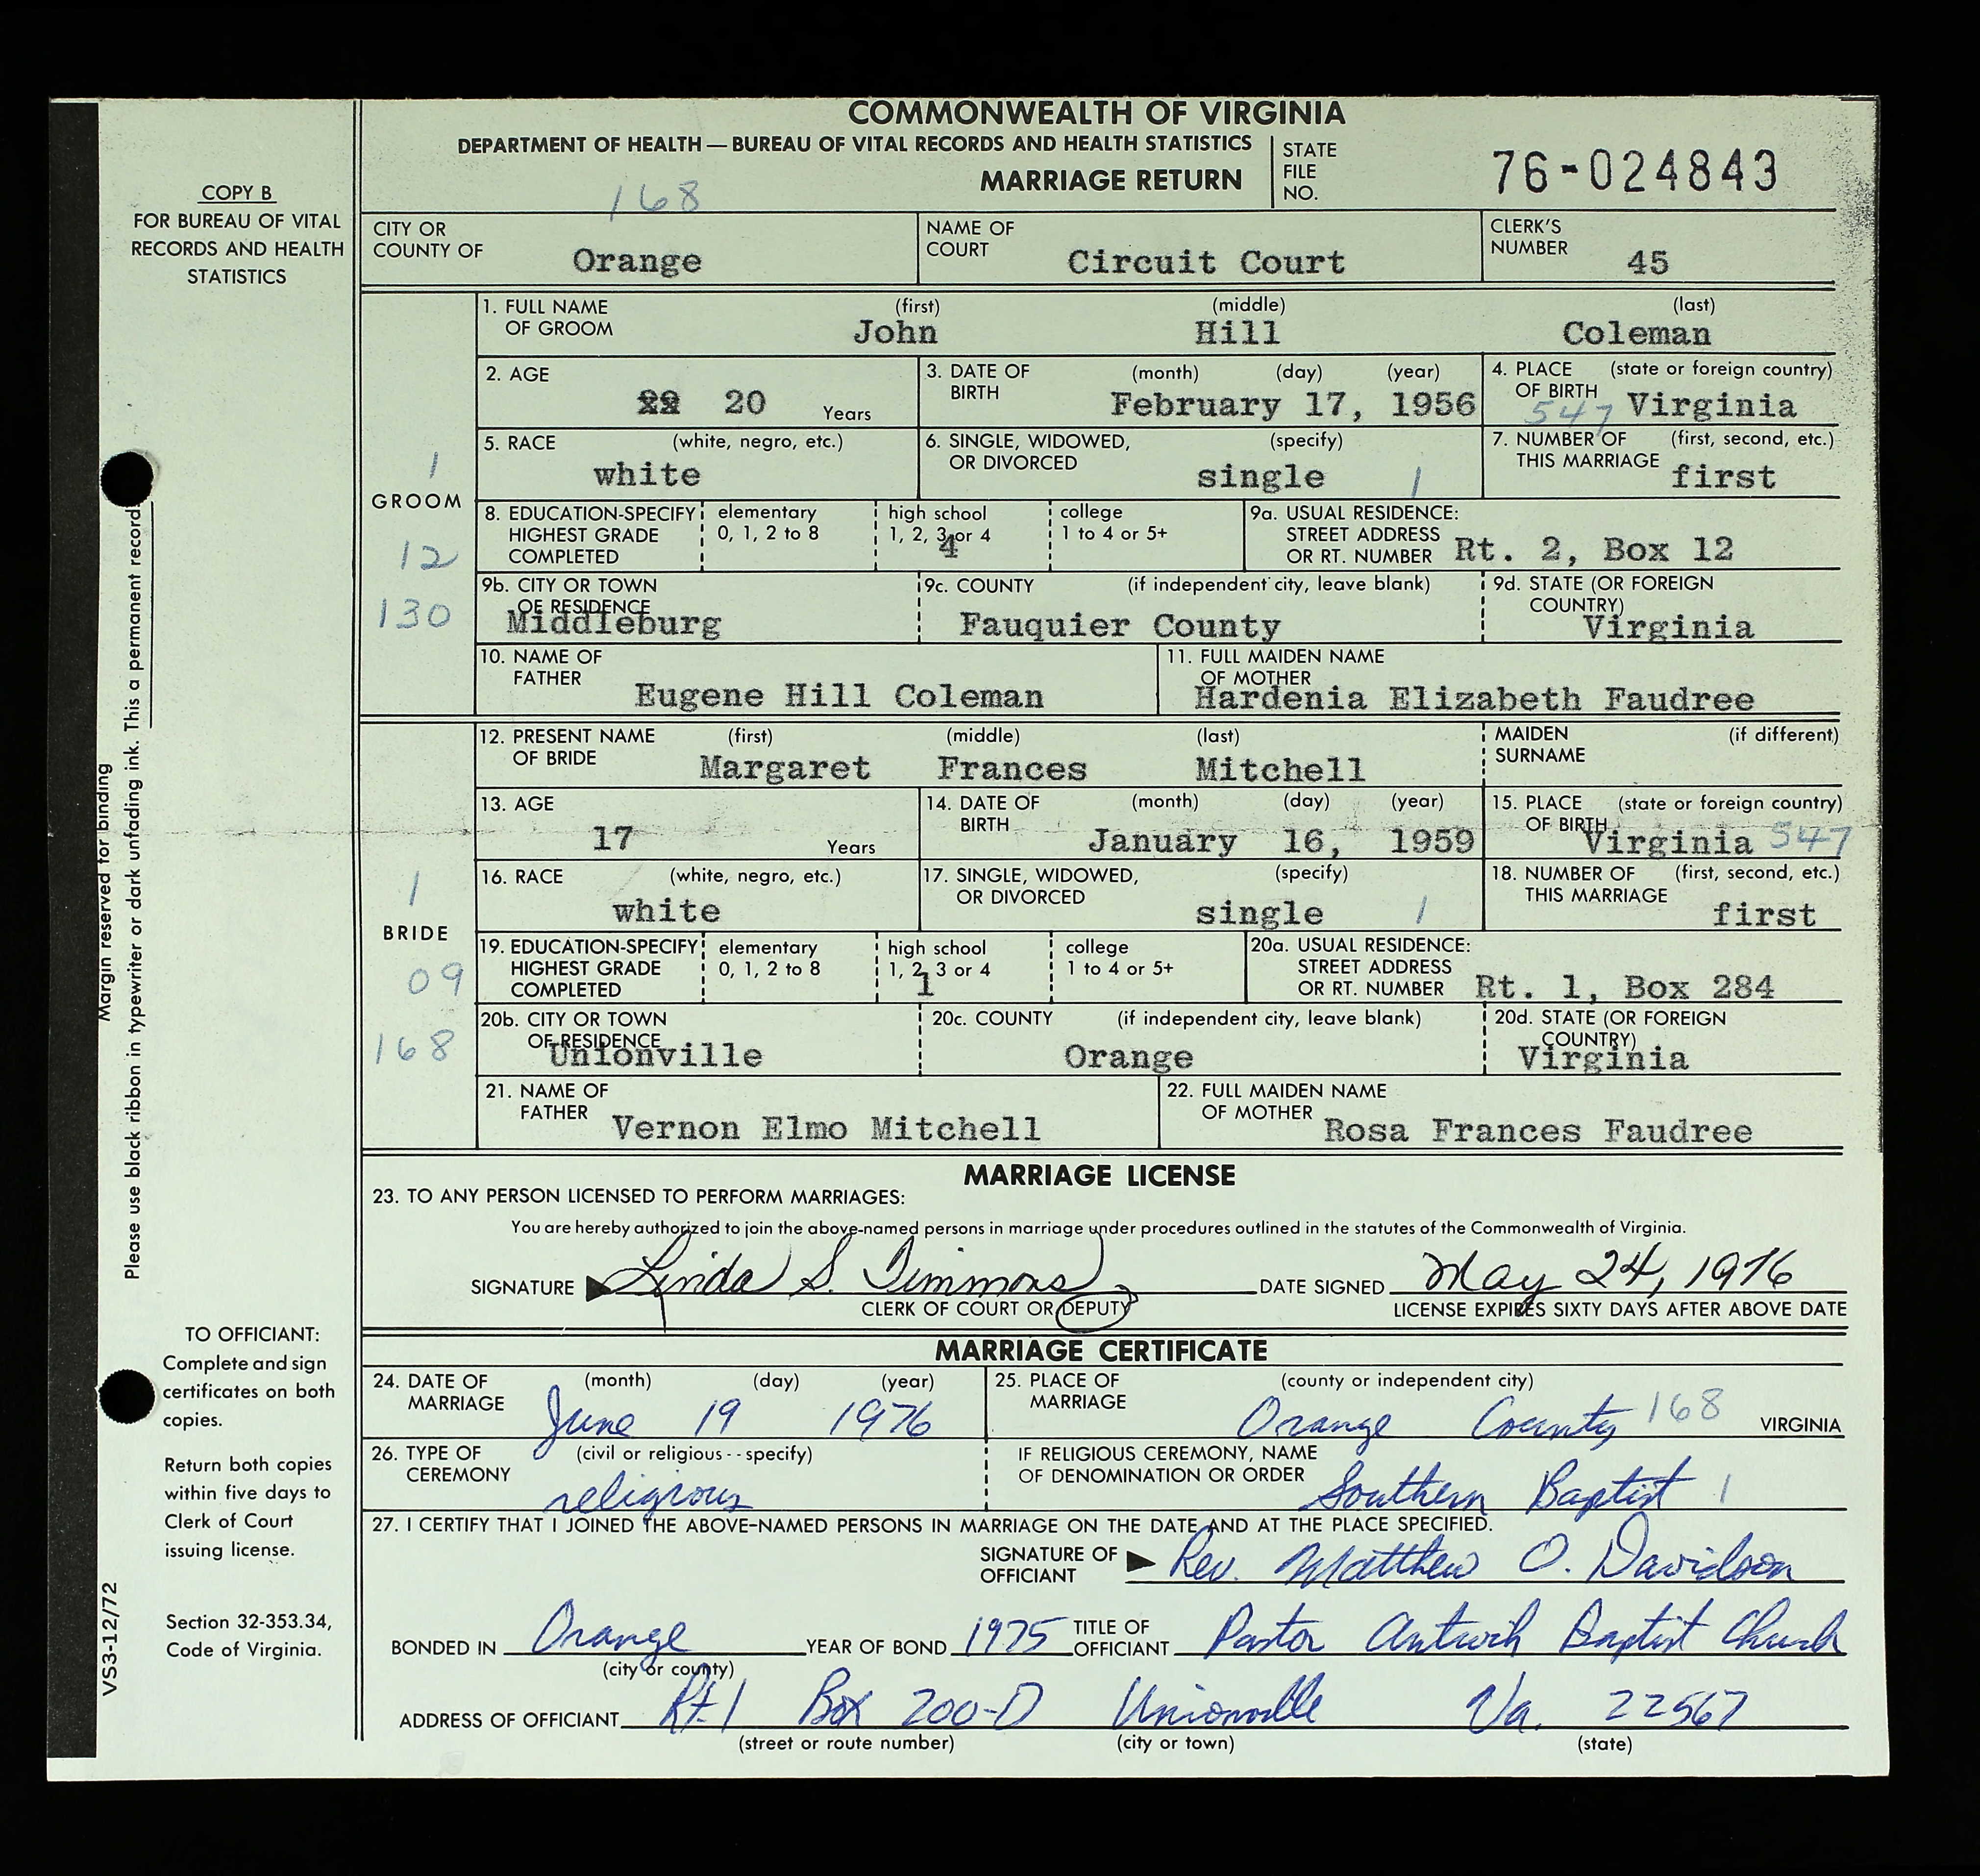 COMMONWEALTH OF VIRGINIA
DEPARTMENT OF HEALTH — BUREAU OF VITAL RECORDS AND HEALTH STATISTICS
MARRIAGE RETURN
168
STATE FILE NO. 76-024843
COPY B
FOR BUREAU OF VITAL
RECORDS AND HEALTH
STATISTICS
CITY OR COUNTY OF Orange
NAME OF COURT Circuit Court
CLERK'S NUMBER 45
GROOM
1
12
130
1. FULL NAME OF GROOM (first) John (middle) Hill (last) Coleman
2. AGE 20 Years
3. DATE OF BIRTH (month) (day) (year) February 17, 1956
4. PLACE OF BIRTH (state or foreign country) 547 Virginia
5. RACE (white, negro, etc.) white
6. SINGLE, WIDOWED, OR DIVORCED (specify) single 1
7. NUMBER OF THIS MARRIAGE (first, second, etc.) first
8. EDUCATION-SPECIFY HIGHEST GRADE COMPLETED elementary 0, 1, 2 to 8 high school 1, 2, 3 or 4 4 college 1 to 4 or 5+
9a. USUAL RESIDENCE: STREET ADDRESS OR RT. NUMBER Rt. 2, Box 12
9b. CITY OR TOWN OF RESIDENCE Middleburg
9c. COUNTY (if independent city, leave blank) Fauquier County
9d. STATE (OR FOREIGN COUNTRY) Virginia
10. NAME OF FATHER Eugene Hill Coleman
11. FULL MAIDEN NAME OF MOTHER Hardenia Elizabeth Faudree
BRIDE
1
09
168
12. PRESENT NAME OF BRIDE (first) Margaret (middle) Frances (last) Mitchell
MAIDEN SURNAME (if different)
13. AGE 17 Years
14. DATE OF BIRTH (month) (day) (year) January 16, 1959
15. PLACE OF BIRTH (state or foreign country) Virginia 547
16. RACE (white, negro, etc.) white
17. SINGLE, WIDOWED, OR DIVORCED (specify) single 1
18. NUMBER OF THIS MARRIAGE (first, second, etc.) first
19. EDUCATION-SPECIFY HIGHEST GRADE COMPLETED elementary 0, 1, 2 to 8 high school 1, 2, 3 or 4 1 college 1 to 4 or 5+
20a. USUAL RESIDENCE: STREET ADDRESS OR RT. NUMBER Rt. 1, Box 284
20b. CITY OR TOWN OF RESIDENCE Unionville
20c. COUNTY (if independent city, leave blank) Orange
20d. STATE (OR FOREIGN COUNTRY) Virginia
21. NAME OF FATHER Vernon Elmo Mitchell
22. FULL MAIDEN NAME OF MOTHER Rosa Frances Faudree
MARRIAGE LICENSE
23. TO ANY PERSON LICENSED TO PERFORM MARRIAGES:
You are hereby authorized to join the above-named persons in marriage under procedures outlined in the statutes of the Commonwealth of Virginia.
SIGNATURE Linda S. Timmons DATE SIGNED May 24, 1976
CLERK OF COURT OR DEPUTY LICENSE EXPIRES SIXTY DAYS AFTER ABOVE DATE
MARRIAGE CERTIFICATE
24. DATE OF MARRIAGE (month) (day) (year) June 19 1976
25. PLACE OF MARRIAGE (county or independent city) Orange County 168 VIRGINIA
26. TYPE OF CEREMONY (civil or religious -- specify) religious
IF RELIGIOUS CEREMONY, NAME OF DENOMINATION OR ORDER Southern Baptist 1
27. I CERTIFY THAT I JOINED THE ABOVE-NAMED PERSONS IN MARRIAGE ON THE DATE AND AT THE PLACE SPECIFIED.
SIGNATURE OF OFFICIANT Rev. Matthew O. Davidson
BONDED IN Orange YEAR OF BOND 1975 TITLE OF OFFICIANT Pastor Antioch Baptist Church
(city or county)
ADDRESS OF OFFICIANT Rt. 1 Box 200-D Unionville Va. 22567
(street or route number) (city or town) (state)
TO OFFICIANT:
Complete and sign
certificates on both
copies.
Return both copies
within five days to
Clerk of Court
issuing license.
Section 32-353.34,
Code of Virginia.
Margin reserved for binding
Please use black ribbon in typewriter or dark unfading ink. This a permanent record
VS3-12/72